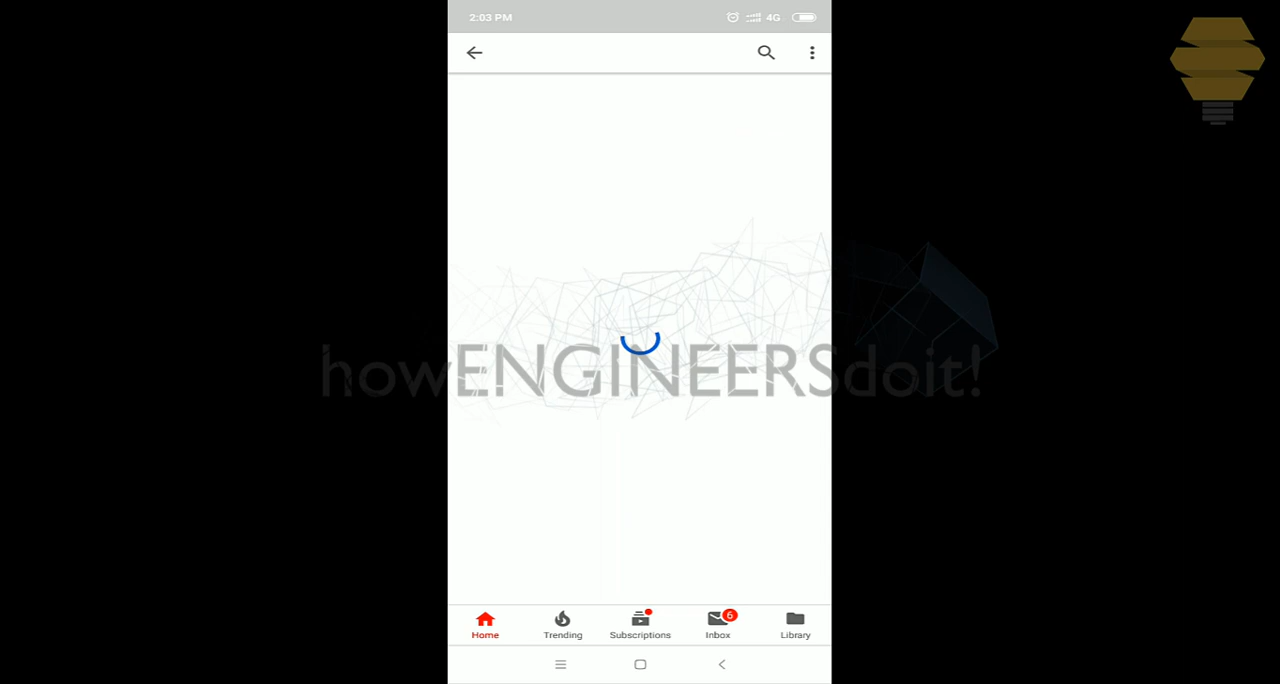 2:03 PM
4G
howENGINEERSdoit!
6
Home
Trending
Subscriptions
Inbox
Library